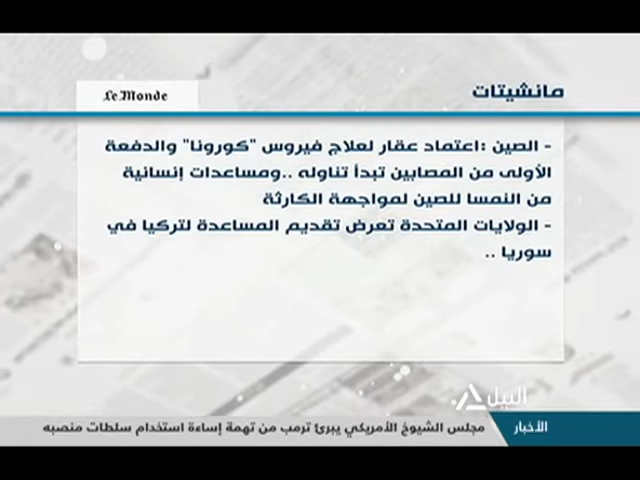 مانشيتات
Le Monde
- الصين :اعتماد عقار لعلاج فيروس "كورونا" والدفعة
الأولى من المصابين تبدأ تناوله ..ومساعدات إنسانية
من النمسا للصين لمواجهة الكارثة
- الولايات المتحدة تعرض تقديم المساعدة لتركيا في
سوريا ..
النيل
الأخبار
مجلس الشيوخ الأمريكي يبرئ ترمب من تهمة إساءة استخدام سلطات منصبه